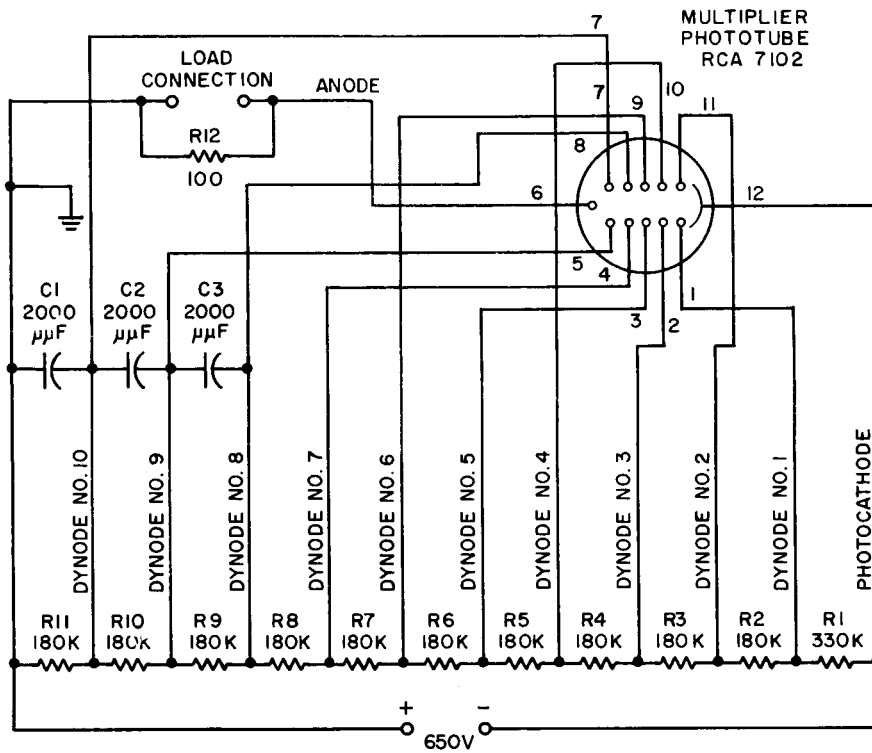 7
MULTIPLIER
PHOTOTUBE
RCA 7102
LOAD
CONNECTION
ANODE
R12
100
7
10
9
11
8
6
12
5
4
3
2
1
C1
2000
μμF
C2
2000
μμF
C3
2000
μμF
DYNODE NO. 10
DYNODE NO. 9
DYNODE NO. 8
DYNODE NO. 7
DYNODE NO. 6
DYNODE NO. 5
DYNODE NO. 4
DYNODE NO. 3
DYNODE NO. 2
DYNODE NO. 1
PHOTOCATHODE
R11
180K
R10
180K
R9
180K
R8
180K
R7
180K
R6
180K
R5
180K
R4
180K
R3
180K
R2
180K
R1
330K
+ −
650V